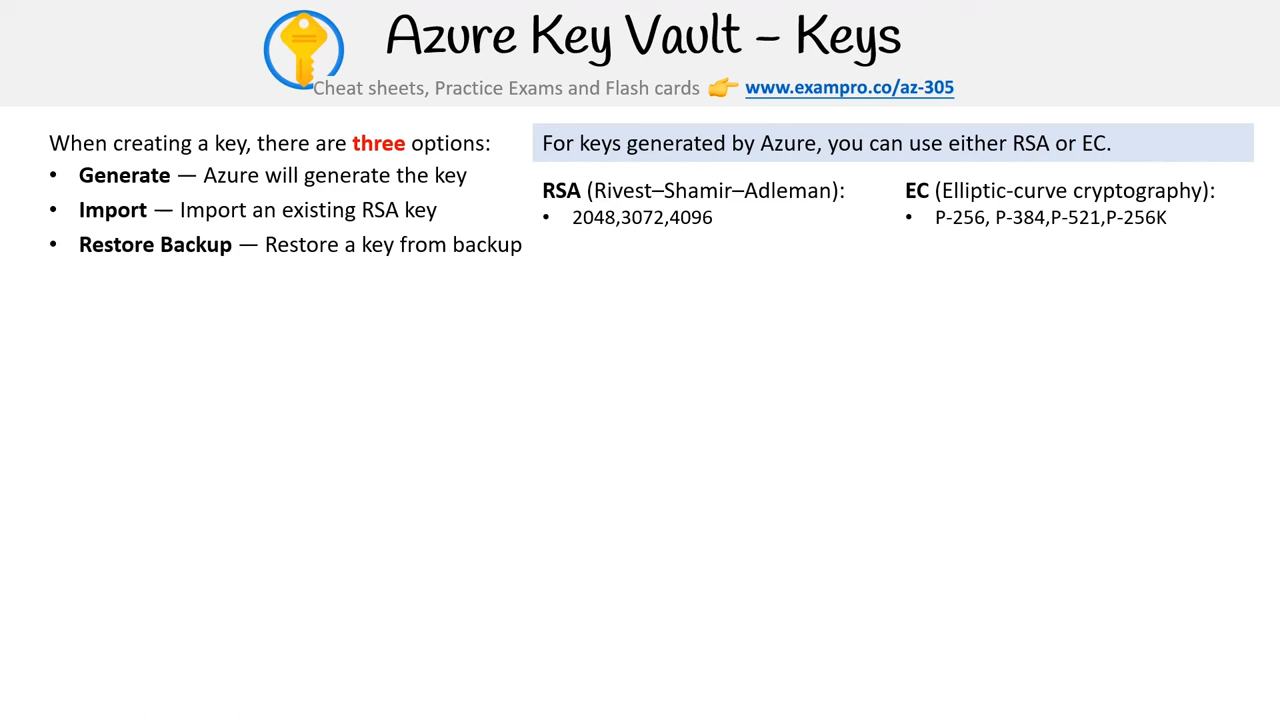 Azure Key Vault – Keys
Cheat sheets, Practice Exams and Flash cards 👉 www.exampro.co/az-305
When creating a key, there are three options:
• Generate — Azure will generate the key
• Import — Import an existing RSA key
• Restore Backup — Restore a key from backup
For keys generated by Azure, you can use either RSA or EC.
RSA (Rivest–Shamir–Adleman):
• 2048,3072,4096
EC (Elliptic-curve cryptography):
• P-256, P-384,P-521,P-256K